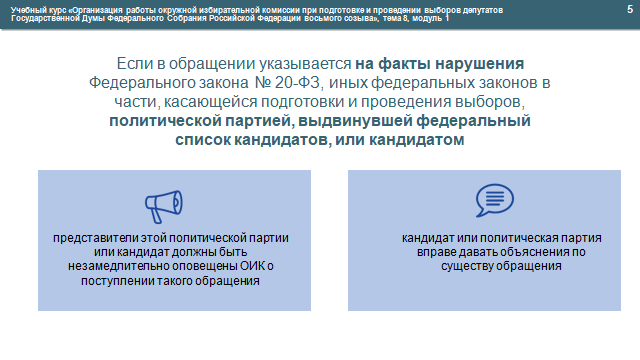 Учебный курс «Организация работы окружной избирательной комиссии при подготовке и проведении выборов депутатов
Государственной Думы Федерального Собрания Российской Федерации восьмого созыва», тема 8, модуль 1
5
Если в обращении указывается на факты нарушения
Федерального закона № 20-ФЗ, иных федеральных законов в
части, касающейся подготовки и проведения выборов,
политической партией, выдвинувшей федеральный
список кандидатов, или кандидатом
представители этой политической партии
или кандидат должны быть
незамедлительно оповещены ОИК о
поступлении такого обращения
кандидат или политическая партия
вправе давать объяснения по
существу обращения